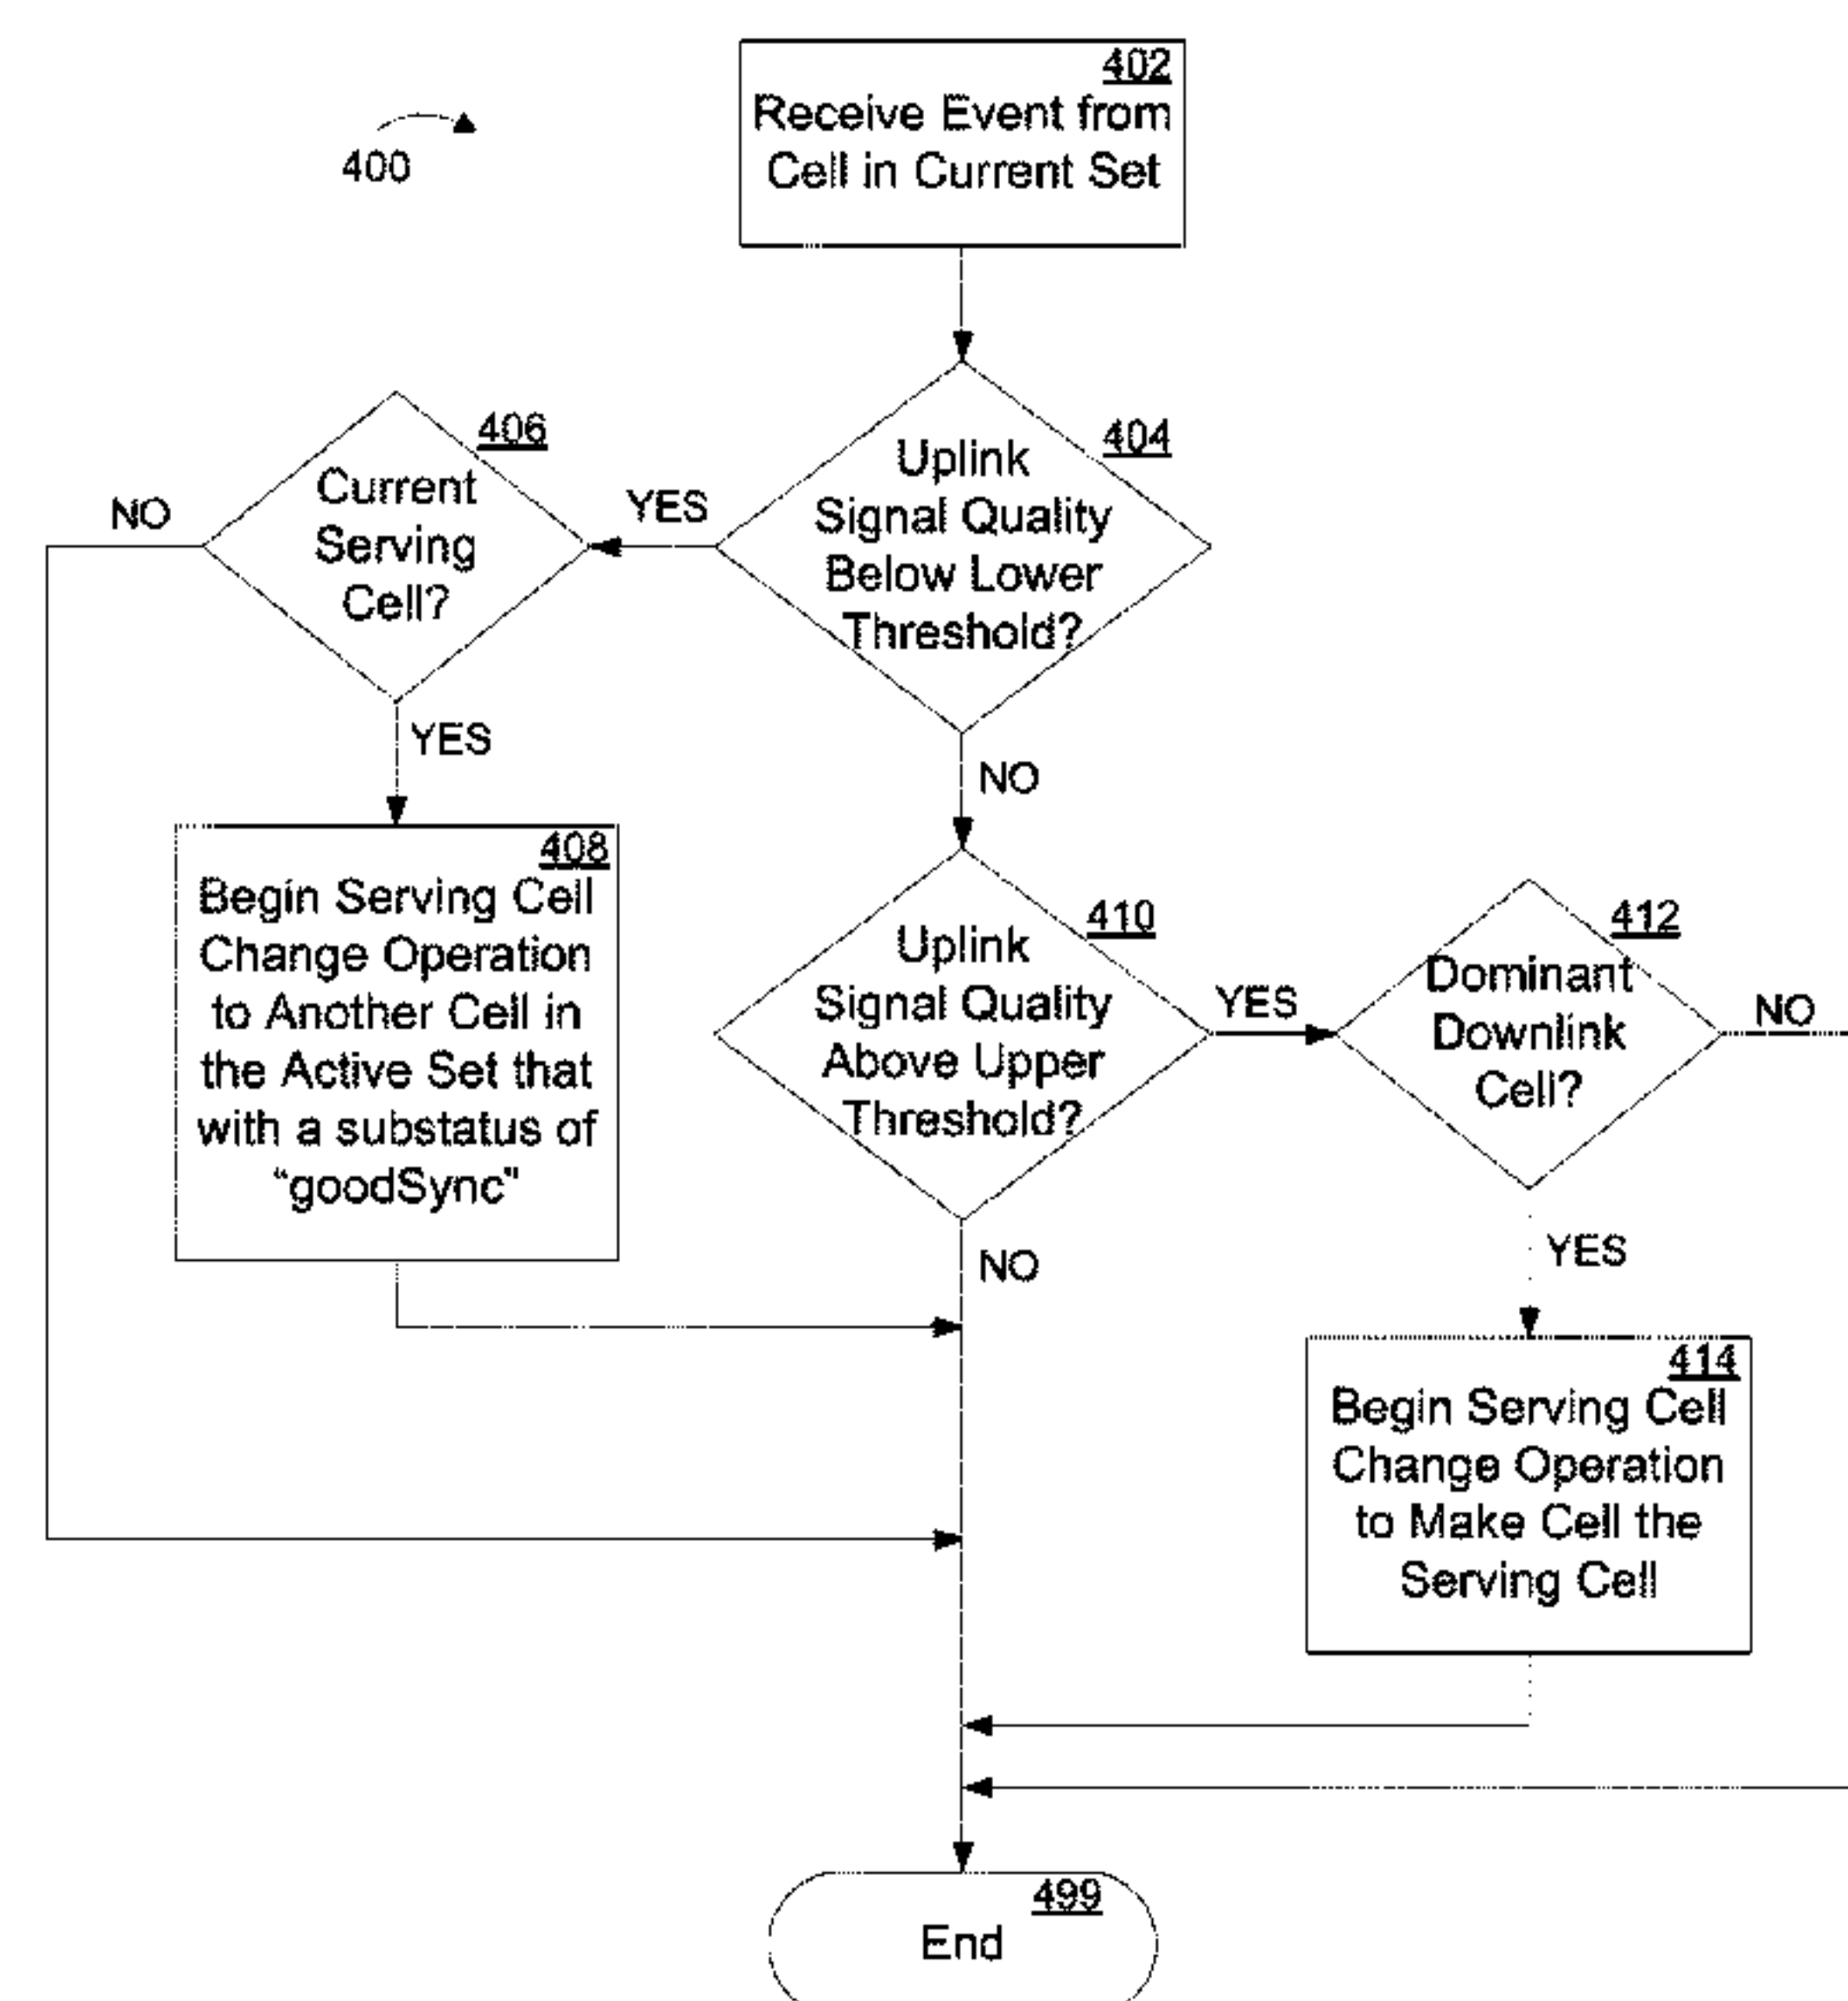 400
402
Receive Event from
Cell in Current Set
404
Uplink
Signal Quality
Below Lower
Threshold?
YES
NO
406
Current
Serving
Cell?
NO
YES
408
Begin Serving Cell
Change Operation
to Another Cell in
the Active Set that
with a substatus of
“goodSync”
410
Uplink
Signal Quality
Above Upper
Threshold?
YES
NO
412
Dominant
Downlink
Cell?
NO
YES
414
Begin Serving Cell
Change Operation
to Make Cell the
Serving Cell
499
End